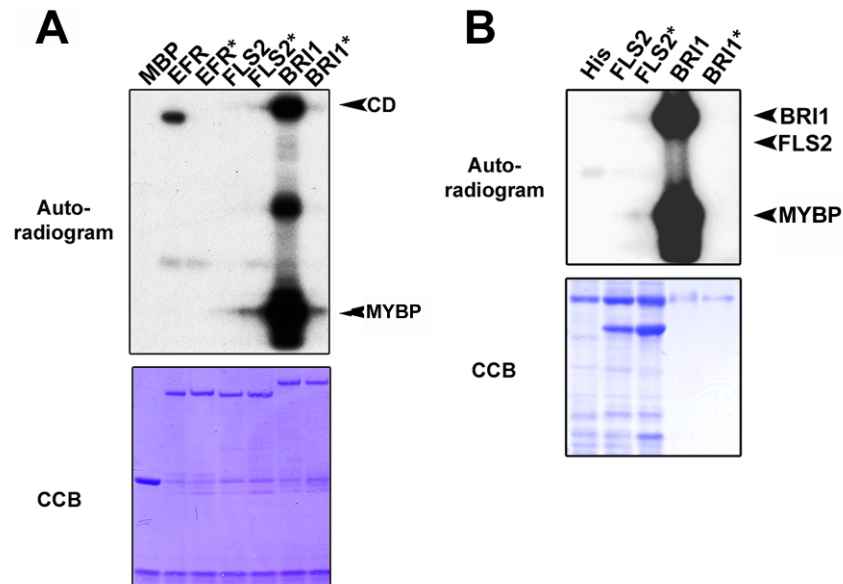 A
MBP EFR EFR* FLS2 FLS2* BRI1 BRI1*
CD
Auto-
radiogram
MYBP
CCB
B
His FLS2 FLS2* BRI1 BRI1*
BRI1
FLS2
Auto-
radiogram
MYBP
CCB